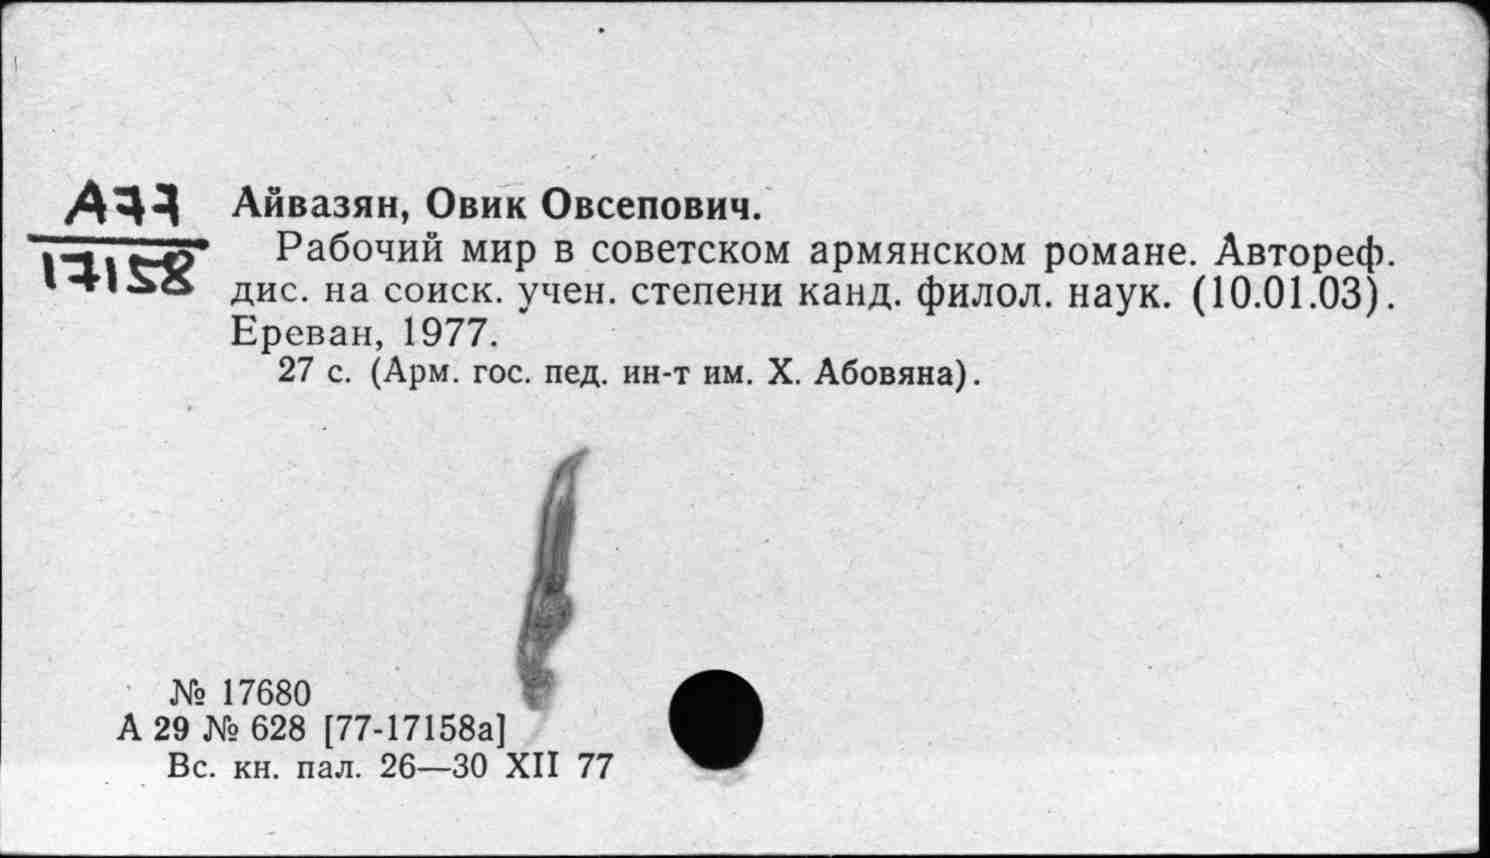 А77
17158
Айвазян, Овик Овсепович.
Рабочий мир в советском армянском романе. Автореф.
дис. на соиск. учен. степени канд. филол. наук. (10.01.03).
Ереван, 1977.
27 с. (Арм. гос. пед. ин-т им. Х. Абовяна).
№ 17680
А 29 № 628 [77-17158а]
Вс. кн. пал. 26—30 XII 77